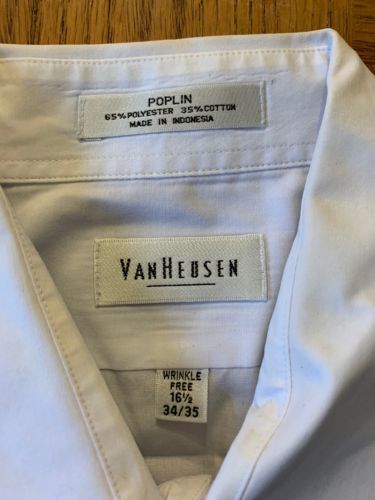 POPLIN
65% POLYESTER 35% COTTON
MADE IN INDONESIA
VANHEUSEN
WRINKLE
FREE
16½
34/35